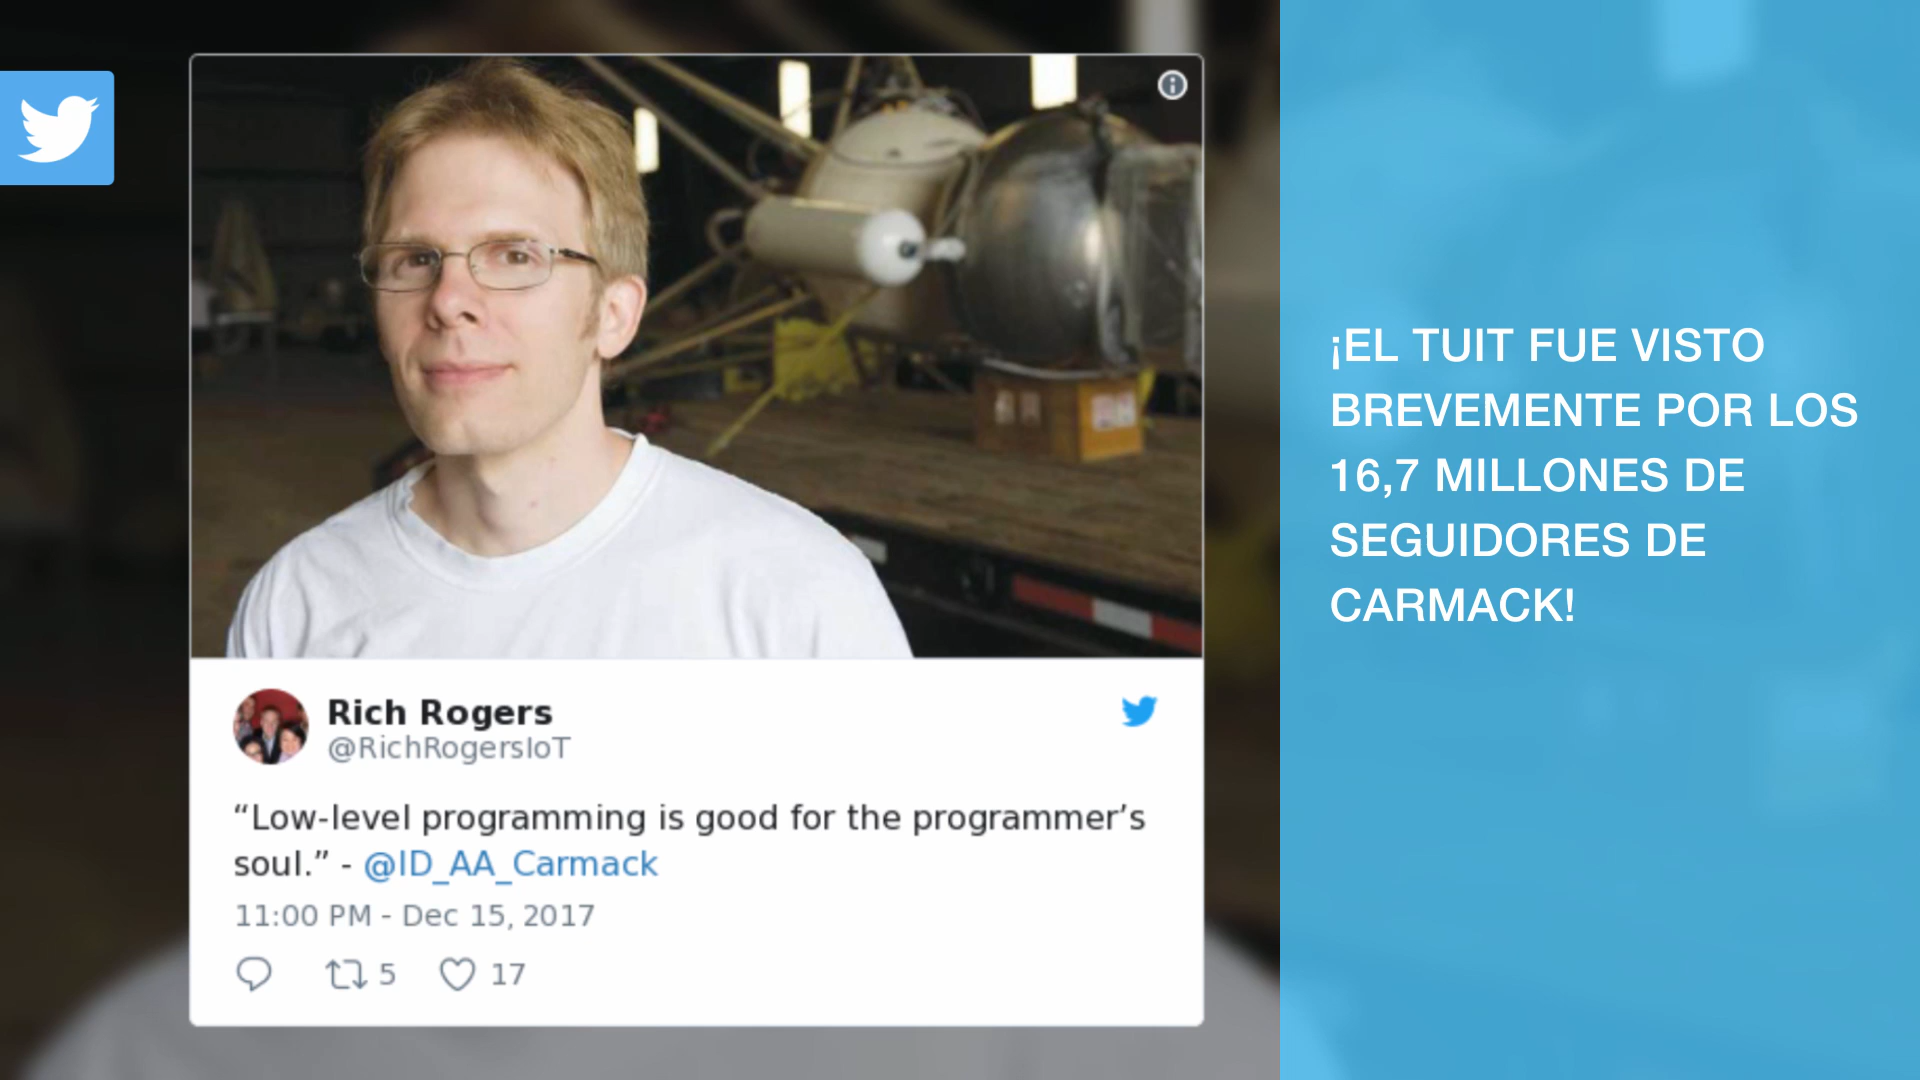 Rich Rogers
@RichRogersIoT
“Low-level programming is good for the programmer’s
soul.” - @ID_AA_Carmack
11:00 PM - Dec 15, 2017
5 17
¡EL TUIT FUE VISTO
BREVEMENTE POR LOS
16,7 MILLONES DE
SEGUIDORES DE
CARMACK!